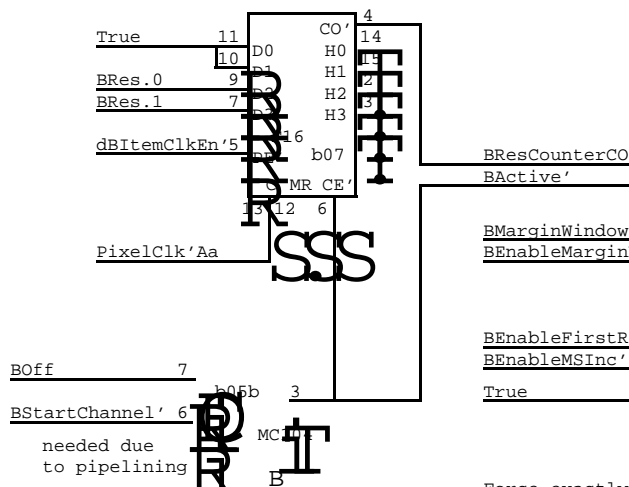 4
CO'
True 11 D0 H0 14
10 D1 H1 15
BRes.0 9 D2 H2 2
BRes.1 7 H3 3
16
dBItemClkEn' 5 b07
BResCounterCO
BActive'
C MR CE'
13 12 6
BMarginWindow
PixelClk'Aa S.SS BEnableMargin
BEnableFirstR
BOff 7 BEnableMSInc'
b05b 3 True
BStartChannel' 6
needed due
to pipelining
B